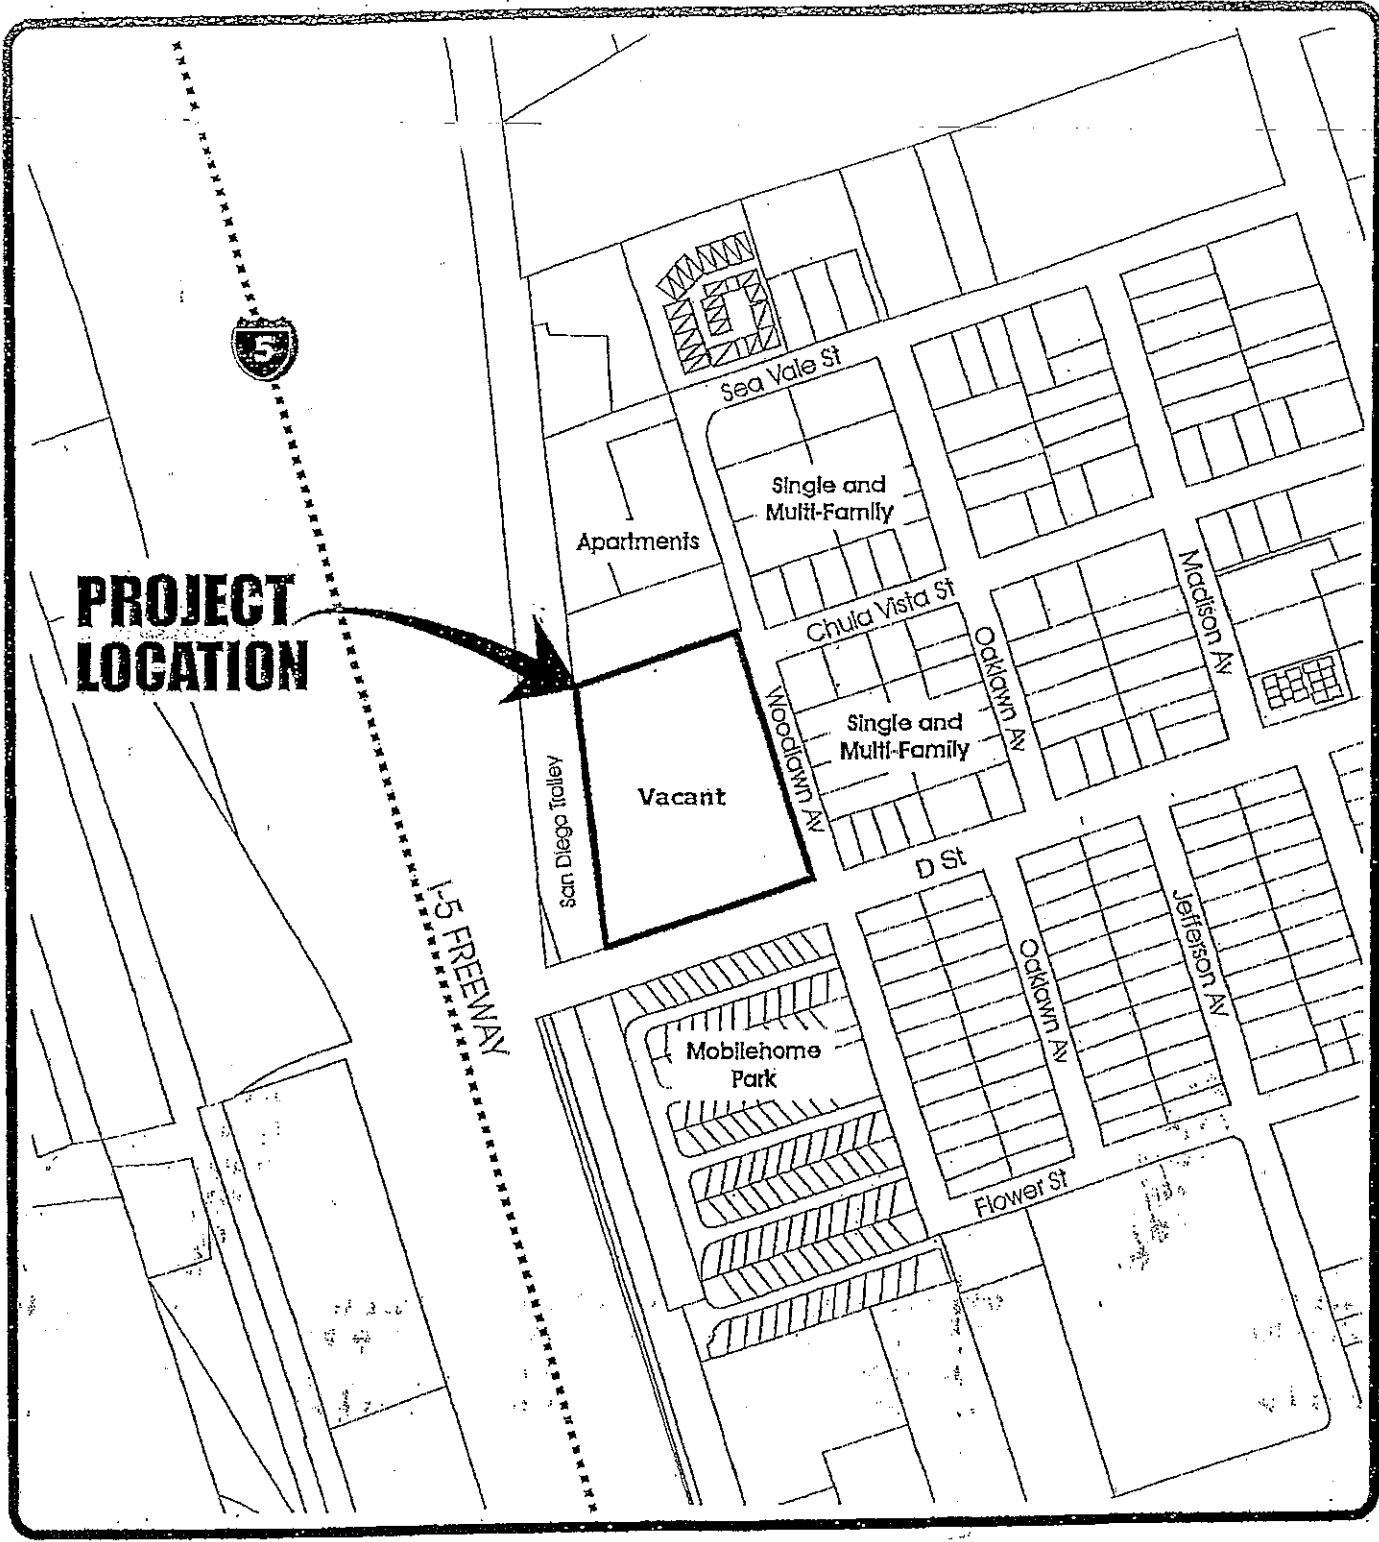 5
Sea Vale St
Single and
Multi-Family
Apartments
PROJECT
LOCATION
Chula Vista St
Madison Av
Oaklawn Av
Woodlawn Av
Single and
Multi-Family
San Diego Trolley
Vacant
D St
I-5 FREEWAY
Jefferson Av
Oaklawn Av
Mobilehome
Park
Flower St